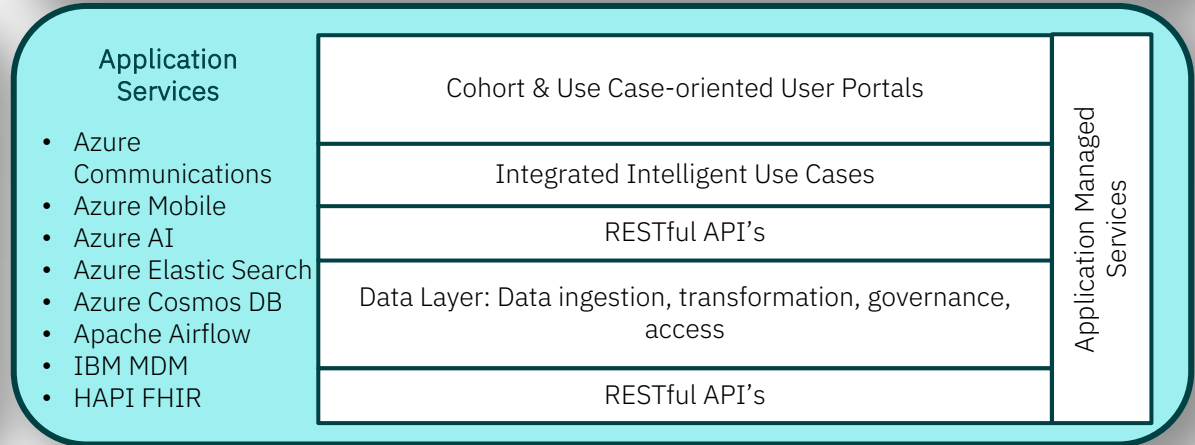 Application
Services
• Azure
Communications
• Azure Mobile
• Azure AI
• Azure Elastic Search
• Azure Cosmos DB
• Apache Airflow
• IBM MDM
• HAPI FHIR
Cohort & Use Case-oriented User Portals
Integrated Intelligent Use Cases
RESTful API’s
Data Layer: Data ingestion, transformation, governance,
access
RESTful API’s
Application Managed
Services